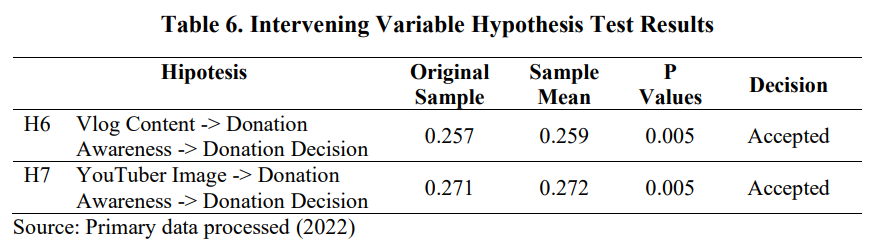 Table 6. Intervening Variable Hypothesis Test Results
Hipotesis Original Sample P Decision
Sample Mean Values
H6 Vlog Content -> Donation
Awareness -> Donation Decision 0.257 0.259 0.005 Accepted
H7 YouTuber Image -> Donation
Awareness -> Donation Decision 0.271 0.272 0.005 Accepted
Source: Primary data processed (2022)